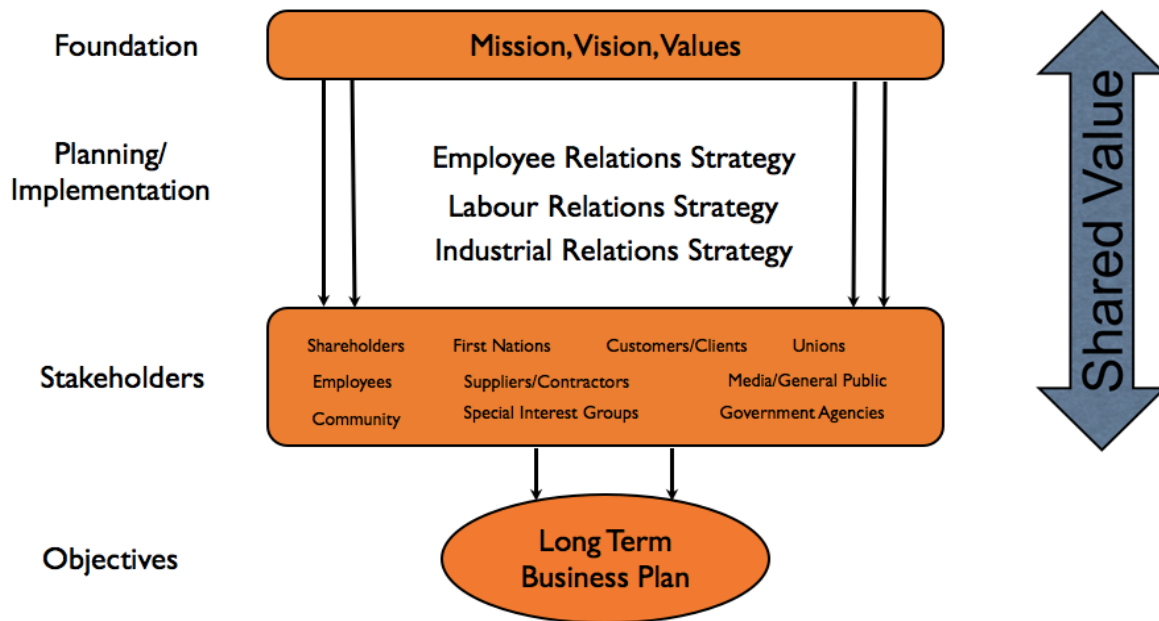 Foundation
Mission, Vision, Values
Planning/
Implementation
Employee Relations Strategy
Labour Relations Strategy
Industrial Relations Strategy
Shared Value
Stakeholders
Shareholders First Nations Customers/Clients Unions
Employees Suppliers/Contractors Media/General Public
Community Special Interest Groups Government Agencies
Objectives
Long Term
Business Plan